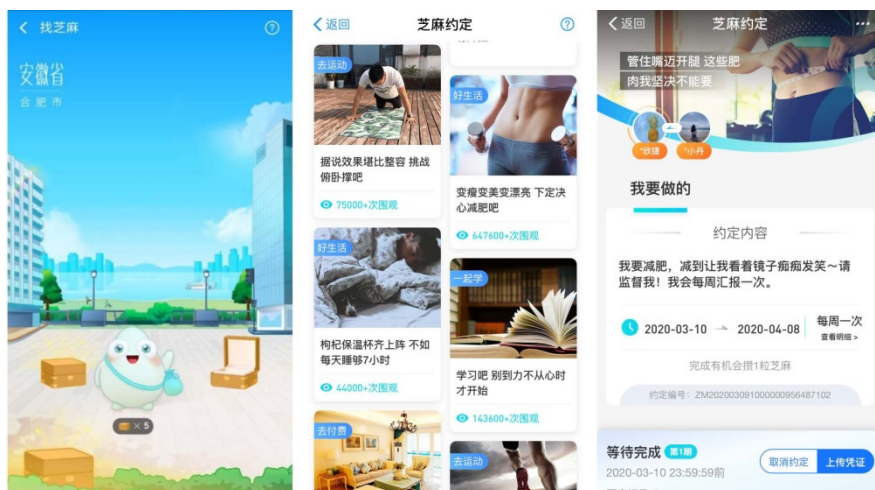 找芝麻
安徽省
合肥市
× 5
返回
芝麻约定
去运动
据说效果堪比整容 挑战
俯卧撑吧
75000+次围观
好生活
枸杞保温杯齐上阵 不如
每天睡够7小时
44000+次围观
去付费
好生活
变瘦变美变漂亮 下定决
心减肥吧
647600+次围观
一起学
学习吧 别到力不从心时
才开始
143600+次围观
去运动
返回
芝麻约定
管住嘴迈开腿 这些肥
肉我坚决不能要
*欣捷
*小丹
我要做的
约定内容
我要减肥，减到让我看着镜子痴痴发笑～请
监督我！我会每周汇报一次。
2020-03-10
2020-04-08
每周一次
查看明细 >
完成有机会攒1粒芝麻
约定编号：ZM20200309100000956487102
等待完成 第1期
2020-03-10 23:59:59前
取消约定
上传凭证